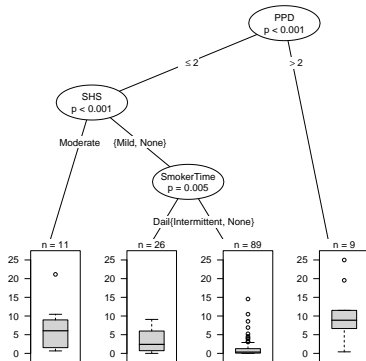 PPD
p < 0.001
≤ 2
> 2
SHS
p < 0.001
Moderate
{Mild, None}
SmokerTime
p = 0.005
Dail{Intermittent, None}
n = 11
25
20
15
10
5
0
n = 26
25
20
15
10
5
0
n = 89
25
20
15
10
5
0
n = 9
25
20
15
10
5
0